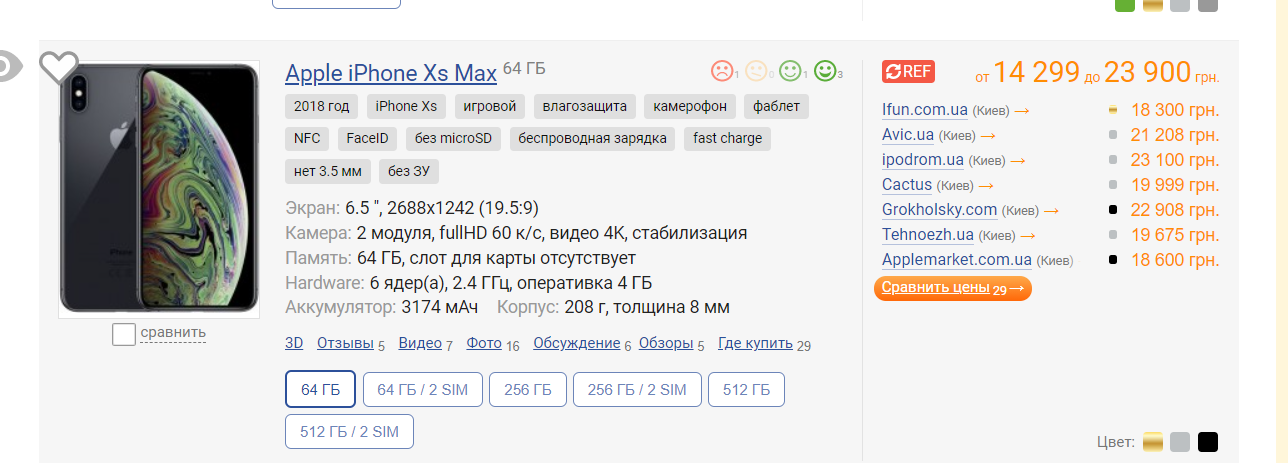 Apple iPhone Xs Max 64 ГБ
1 0 1 3
2018 год iPhone Xs игровой влагозащита камерофон фаблет
NFC FaceID без microSD беспроводная зарядка fast charge
нет 3.5 мм без ЗУ
Экран: 6.5 ", 2688x1242 (19.5:9)
Камера: 2 модуля, fullHD 60 к/с, видео 4K, стабилизация
Память: 64 ГБ, слот для карты отсутствует
Hardware: 6 ядер(а), 2.4 ГГц, оперативка 4 ГБ
Аккумулятор: 3174 мАч Корпус: 208 г, толщина 8 мм
сравнить
3D Отзывы 5 Видео 7 Фото 16 Обсуждение 6 Обзоры 5 Где купить 29
64 ГБ 64 ГБ / 2 SIM 256 ГБ 256 ГБ / 2 SIM 512 ГБ
512 ГБ / 2 SIM
REF от 14 299 до 23 900 грн.
Ifun.com.ua (Киев) → 18 300 грн.
Avic.ua (Киев) → 21 208 грн.
ipodrom.ua (Киев) → 23 100 грн.
Cactus (Киев) → 19 999 грн.
Grokholsky.com (Киев) → 22 908 грн.
Tehnoezh.ua (Киев) → 19 675 грн.
Applemarket.com.ua (Киев) 18 600 грн.
Сравнить цены 29 →
Цвет: